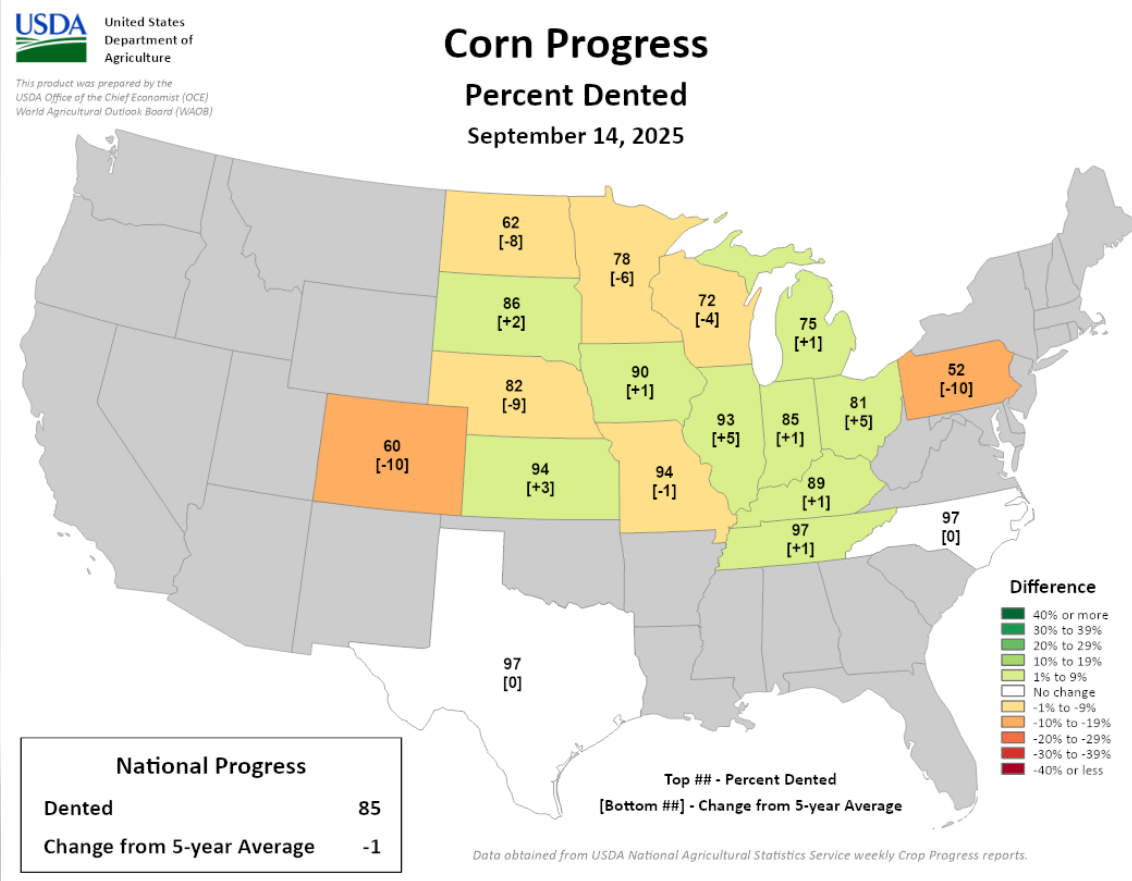 USDA
United States
Department of
Agriculture
This product was prepared by the
USDA Office of the Chief Economist (OCE)
World Agricultural Outlook Board (WAOB)
Corn Progress
Percent Dented
September 14, 2025
62
[-8]
78
[-6]
72
[-4]
86
[+2]
75
[+1]
52
[-10]
82
[-9]
90
[+1]
93
[+5]
85
[+1]
81
[+5]
60
[-10]
94
[+3]
94
[-1]
89
[+1]
97
[+1]
97
[0]
97
[0]
Difference
40% or more
30% to 39%
20% to 29%
10% to 19%
1% to 9%
No change
-1% to -9%
-10% to -19%
-20% to -29%
-30% to -39%
-40% or less
National Progress
Dented 85
Change from 5-year Average -1
Top ## - Percent Dented
[Bottom ##] - Change from 5-year Average
Data obtained from USDA National Agricultural Statistics Service weekly Crop Progress reports.